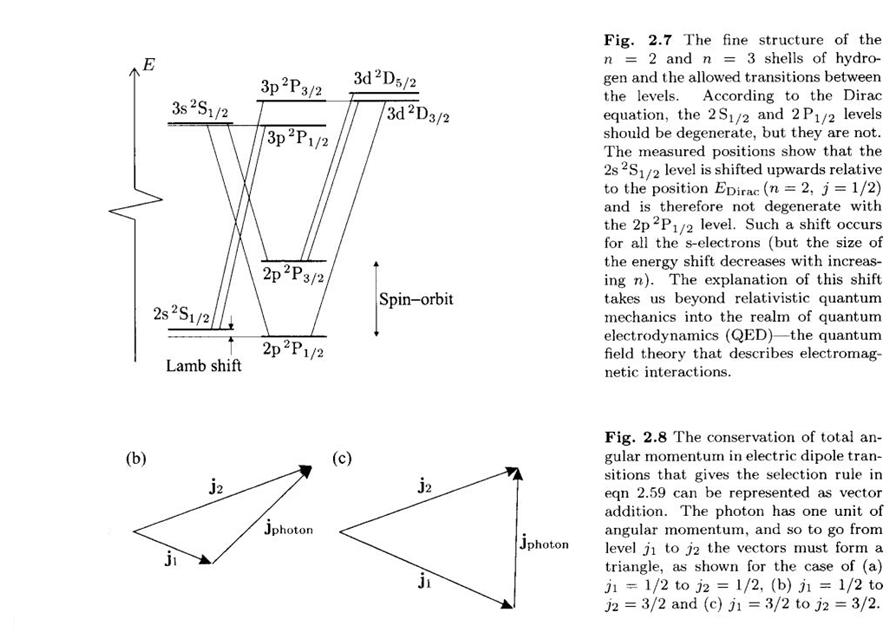 E
3p ²P3/2
3d ²D5/2
3s ²S1/2
3d ²D3/2
3p ²P1/2
2p ²P3/2
2s ²S1/2
Spin–orbit
2p ²P1/2
Lamb shift
Fig. 2.7 The fine structure of the
n = 2 and n = 3 shells of hydro-
gen and the allowed transitions between
the levels. According to the Dirac
equation, the 2 S1/2 and 2 P1/2 levels
should be degenerate, but they are not.
The measured positions show that the
2s ²S1/2 level is shifted upwards relative
to the position EDirac (n = 2, j = 1/2)
and is therefore not degenerate with
the 2p ²P1/2 level. Such a shift occurs
for all the s-electrons (but the size of
the energy shift decreases with increas-
ing n). The explanation of this shift
takes us beyond relativistic quantum
mechanics into the realm of quantum
electrodynamics (QED)—the quantum
field theory that describes electromag-
netic interactions.
(b)
j2
jphoton
j1
(c)
j2
jphoton
j1
Fig. 2.8 The conservation of total an-
gular momentum in electric dipole tran-
sitions that gives the selection rule in
eqn 2.59 can be represented as vector
addition. The photon has one unit of
angular momentum, and so to go from
level j1 to j2 the vectors must form a
triangle, as shown for the case of (a)
j1 = 1/2 to j2 = 1/2, (b) j1 = 1/2 to
j2 = 3/2 and (c) j1 = 3/2 to j2 = 3/2.